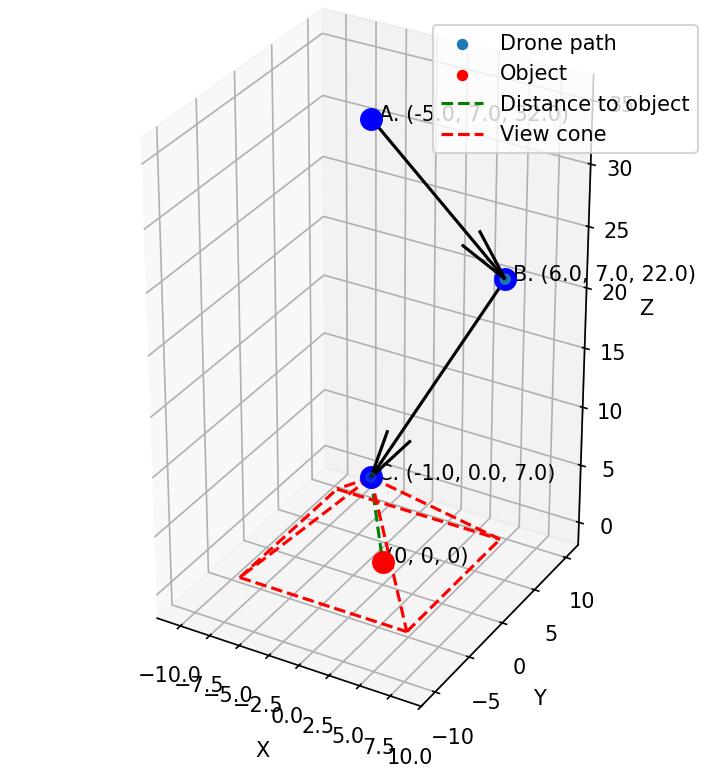 Drone path
Object
Distance to object
View cone
A. (-5.0, 7.0, 32.0)
B. (6.0, 7.0, 22.0)
C. (-1.0, 0.0, 7.0)
(0, 0, 0)
35
30
25
20
15
10
5
0
Z
10
5
0
−5
−10
Y
−10.0
−7.5
−5.0
−2.5
0.0
2.5
5.0
7.5
10.0
X